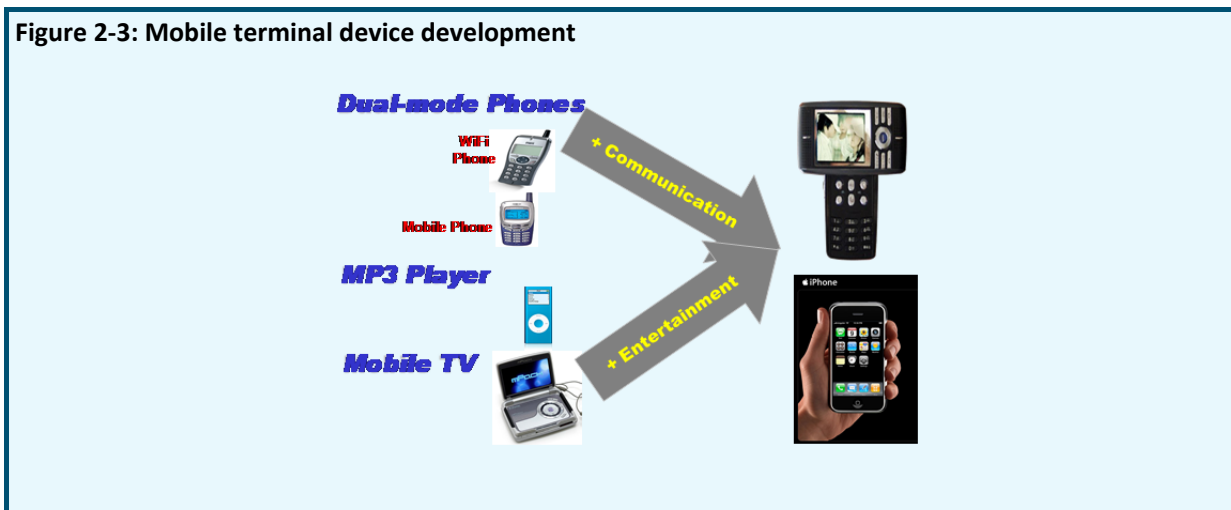 Figure 2-3: Mobile terminal device development
Dual-mode Phones
WiFi
Phone
+ Communication
Mobile Phone
MP3 Player
iPhone
+ Entertainment
Mobile TV